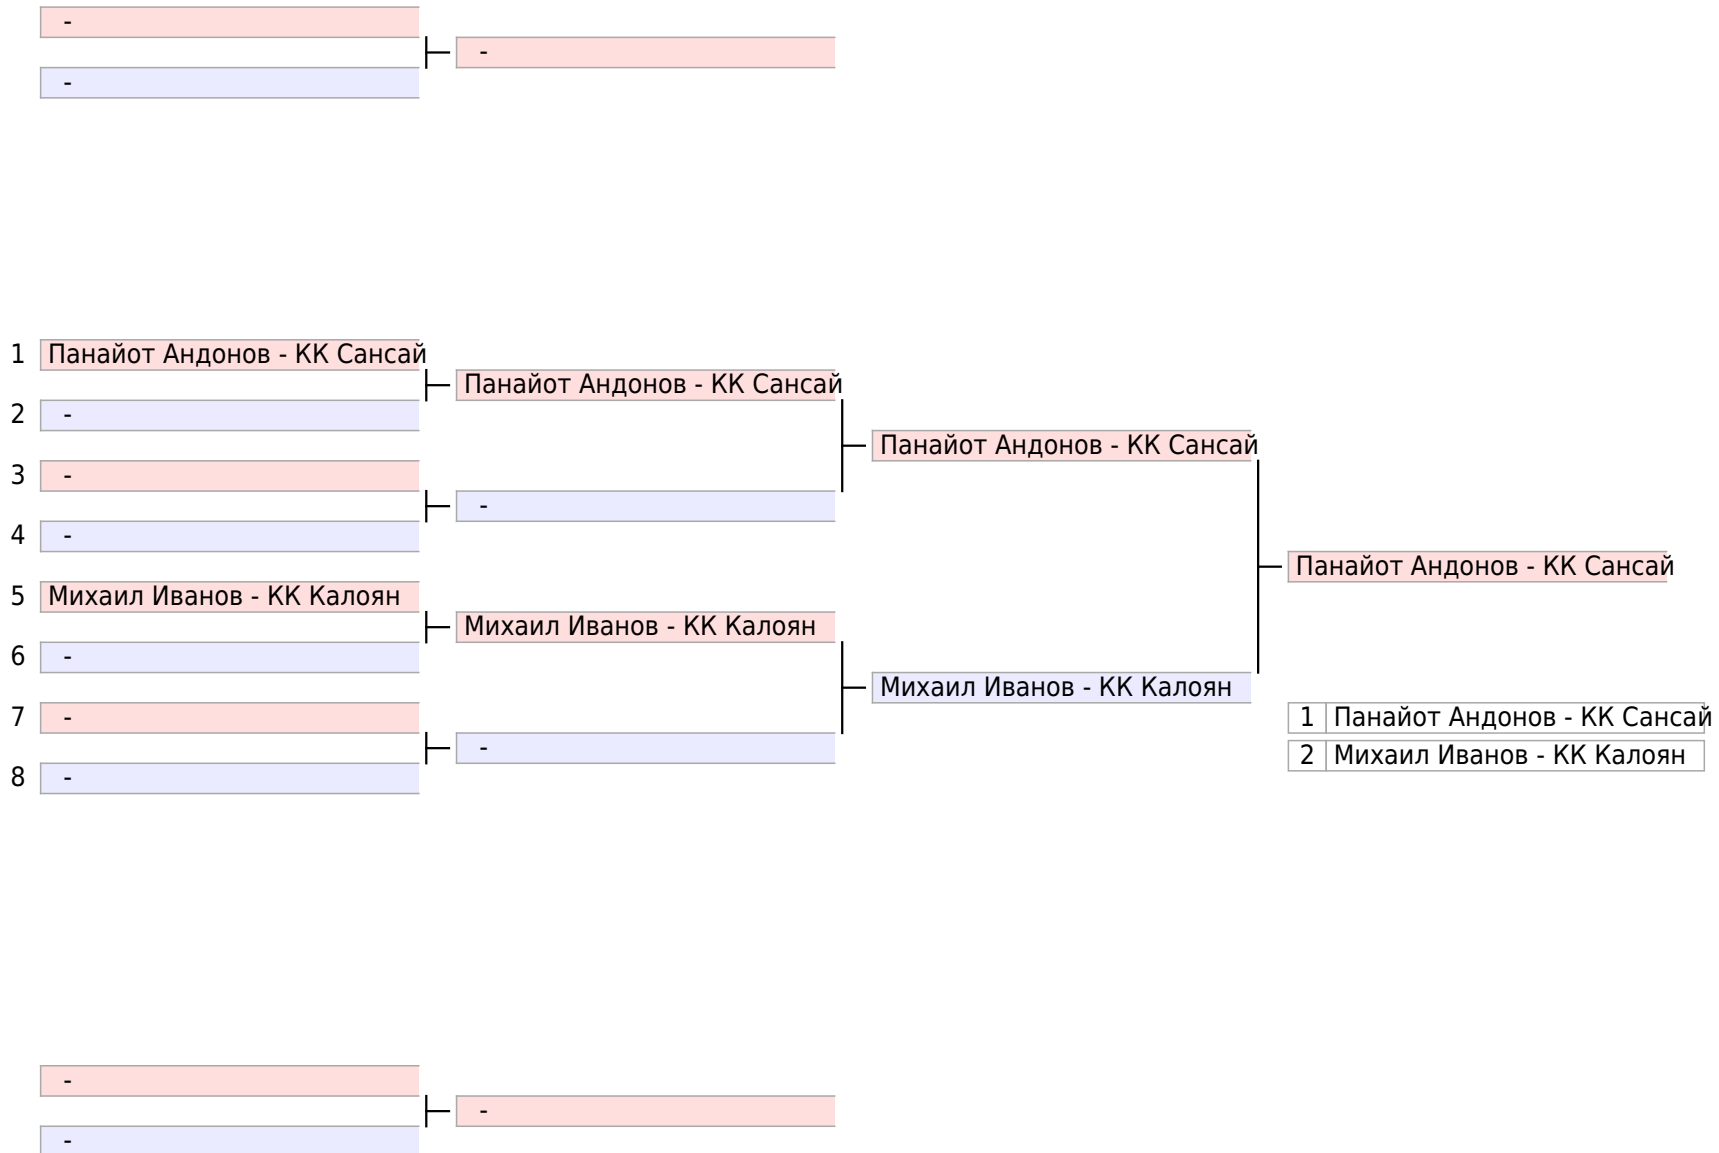 -
-
-
1 Панайот Андонов - КК Сансай
Панайот Андонов - КК Сансай
2 -
Панайот Андонов - КК Сансай
3 -
-
4 -
Панайот Андонов - КК Сансай
5 Михаил Иванов - КК Калоян
Михаил Иванов - КК Калоян
6 -
Михаил Иванов - КК Калоян
7 -
1 Панайот Андонов - КК Сансай
-
2 Михаил Иванов - КК Калоян
8 -
-
-
-